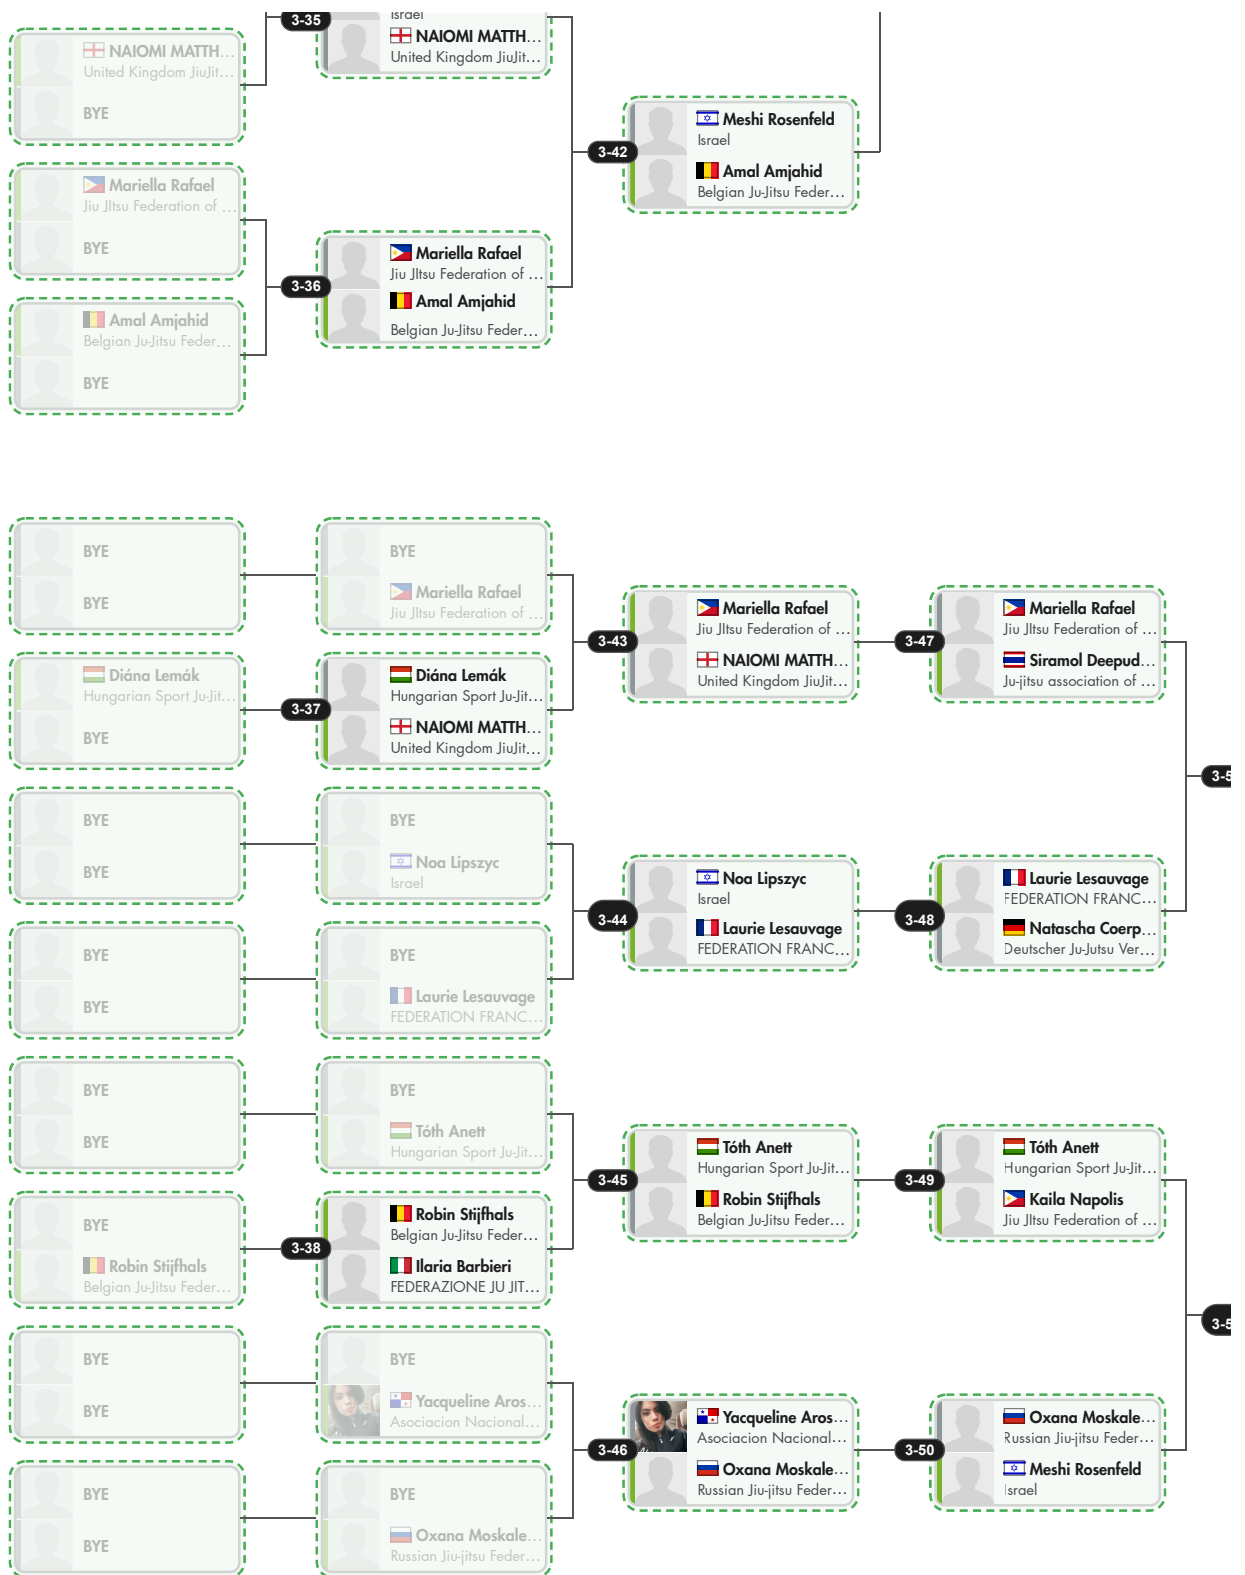 Israel
3-35
NAIOMI MATTH...
United Kingdom JiuJit...
NAIOMI MATTH...
United Kingdom JiuJit...
BYE
Meshi Rosenfeld
Israel
3-42
Amal Amjahid
Belgian Ju-Jitsu Feder...
Mariella Rafael
Jiu JItsu Federation of ...
BYE
3-36
Mariella Rafael
Jiu JItsu Federation of ...
Amal Amjahid
Belgian Ju-Jitsu Feder...
Amal Amjahid
Belgian Ju-Jitsu Feder...
BYE
BYE
BYE
BYE
Mariella Rafael
Jiu JItsu Federation of ...
3-43
Mariella Rafael
Jiu JItsu Federation of ...
NAIOMI MATTH...
United Kingdom JiuJit...
3-47
Mariella Rafael
Jiu JItsu Federation of ...
Siramol Deepud...
Ju-jitsu association of ...
Diána Lemák
Hungarian Sport Ju-Jit...
BYE
3-37
Diána Lemák
Hungarian Sport Ju-Jit...
NAIOMI MATTH...
United Kingdom JiuJit...
3-5
BYE
BYE
BYE
Noa Lipszyc
Israel
3-44
Noa Lipszyc
Israel
Laurie Lesauvage
FEDERATION FRANC...
3-48
Laurie Lesauvage
FEDERATION FRANC...
Natascha Coerp...
Deutscher Ju-Jutsu Ver...
BYE
BYE
BYE
Laurie Lesauvage
FEDERATION FRANC...
BYE
BYE
BYE
Tóth Anett
Hungarian Sport Ju-Jit...
3-45
Tóth Anett
Hungarian Sport Ju-Jit...
Robin Stijfhals
Belgian Ju-Jitsu Feder...
3-49
Tóth Anett
Hungarian Sport Ju-Jit...
Kaila Napolis
Jiu JItsu Federation of ...
BYE
Robin Stijfhals
Belgian Ju-Jitsu Feder...
3-38
Robin Stijfhals
Belgian Ju-Jitsu Feder...
Ilaria Barbieri
FEDERAZIONE JU JIT...
3-5
BYE
BYE
BYE
Yacqueline Aros...
Asociacion Nacional...
3-46
Yacqueline Aros...
Asociacion Nacional...
Oxana Moskale...
Russian Jiu-jitsu Feder...
3-50
Oxana Moskale...
Russian Jiu-jitsu Feder...
Meshi Rosenfeld
Israel
BYE
BYE
BYE
Oxana Moskale...
Russian Jiu-jitsu Feder...